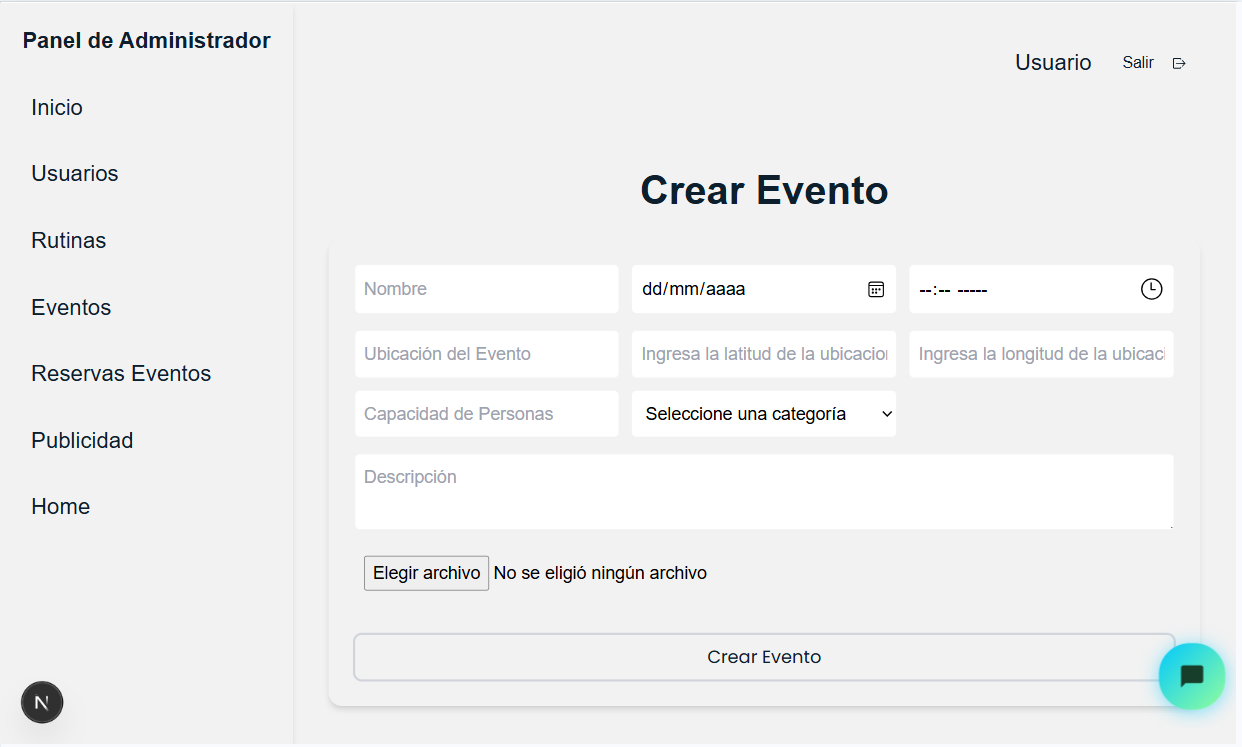 Panel de Administrador
Inicio
Usuarios
Rutinas
Eventos
Reservas Eventos
Publicidad
Home
N
Usuario Salir
Crear Evento
Nombre dd/mm/aaaa --:-- -----
Ubicación del Evento Ingresa la latitud de la ubicacion Ingresa la longitud de la ubicaci
Capacidad de Personas Seleccione una categoría
Descripción
Elegir archivo No se eligió ningún archivo
Crear Evento